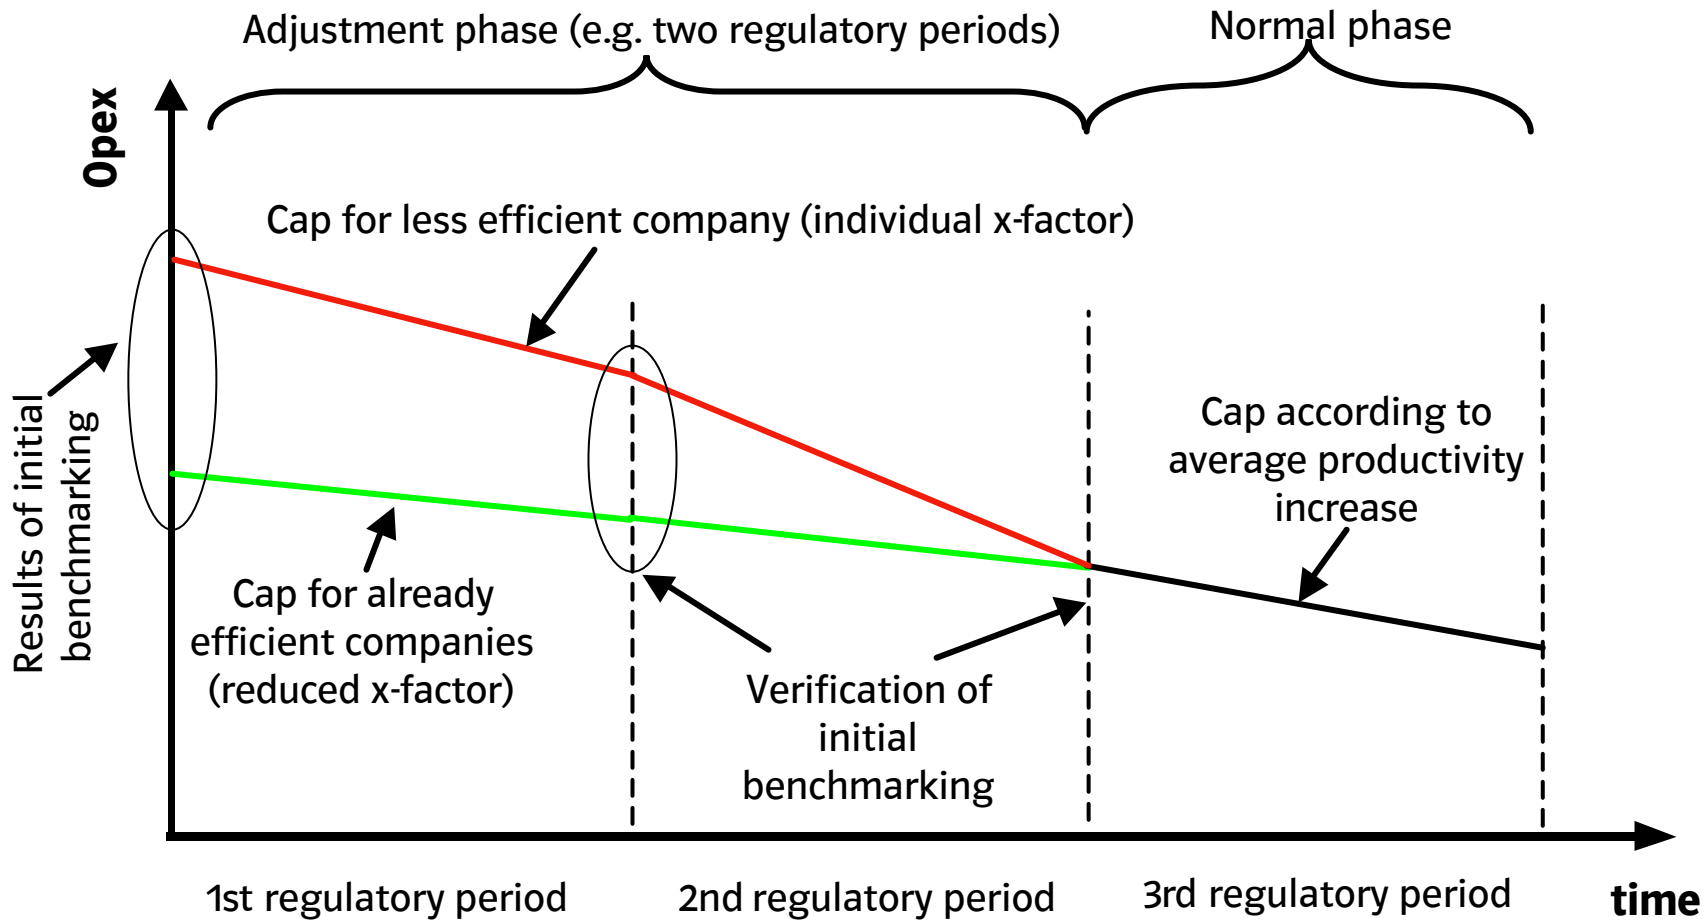 Adjustment phase (e.g. two regulatory periods)
Normal phase
Opex
Cap for less efficient company (individual x-factor)
Results of initial
benchmarking
Cap according to
average productivity
increase
Cap for already
efficient companies
(reduced x-factor)
Verification of
initial
benchmarking
1st regulatory period
2nd regulatory period
3rd regulatory period
time